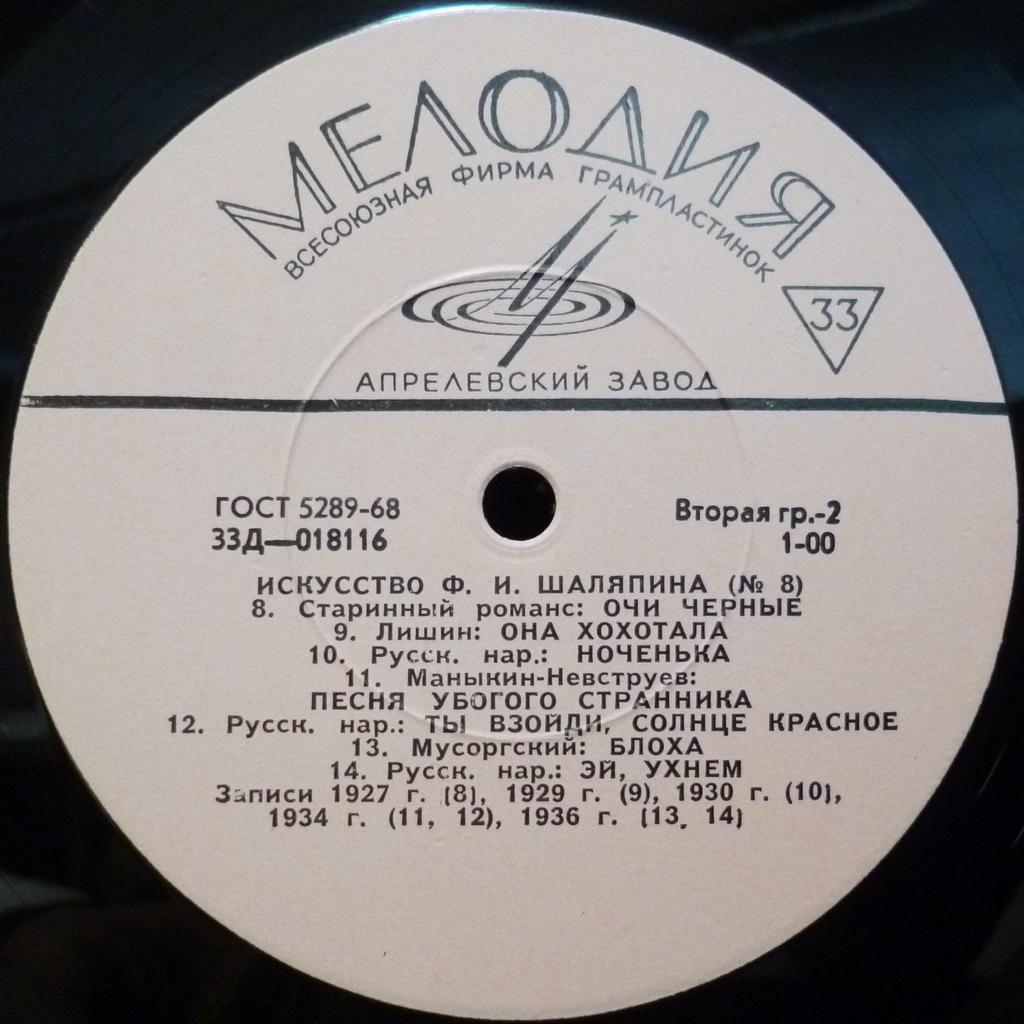 МЕЛОДИЯ
ВСЕСОЮЗНАЯ ФИРМА ГРАМПЛАСТИНОК
33
АПРЕЛЕВСКИЙ ЗАВОД
ГОСТ 5289-68
Вторая гр.-2
33Д—018116
1-00
ИСКУССТВО Ф. И. ШАЛЯПИНА (№ 8)
8. Старинный романс: ОЧИ ЧЕРНЫЕ
9. Лишин: ОНА ХОХОТАЛА
10. Русск. нар.: НОЧЕНЬКА
11. Маныкин-Невструев:
ПЕСНЯ УБОГОГО СТРАННИКА
12. Русск. нар.: ТЫ ВЗОЙДИ, СОЛНЦЕ КРАСНОЕ
13. Мусоргский: БЛОХА
14. Русск. нар.: ЭЙ, УХНЕМ
Записи 1927 г. (8), 1929 г. (9), 1930 г. (10),
1934 г. (11, 12), 1936 г. (13, 14)